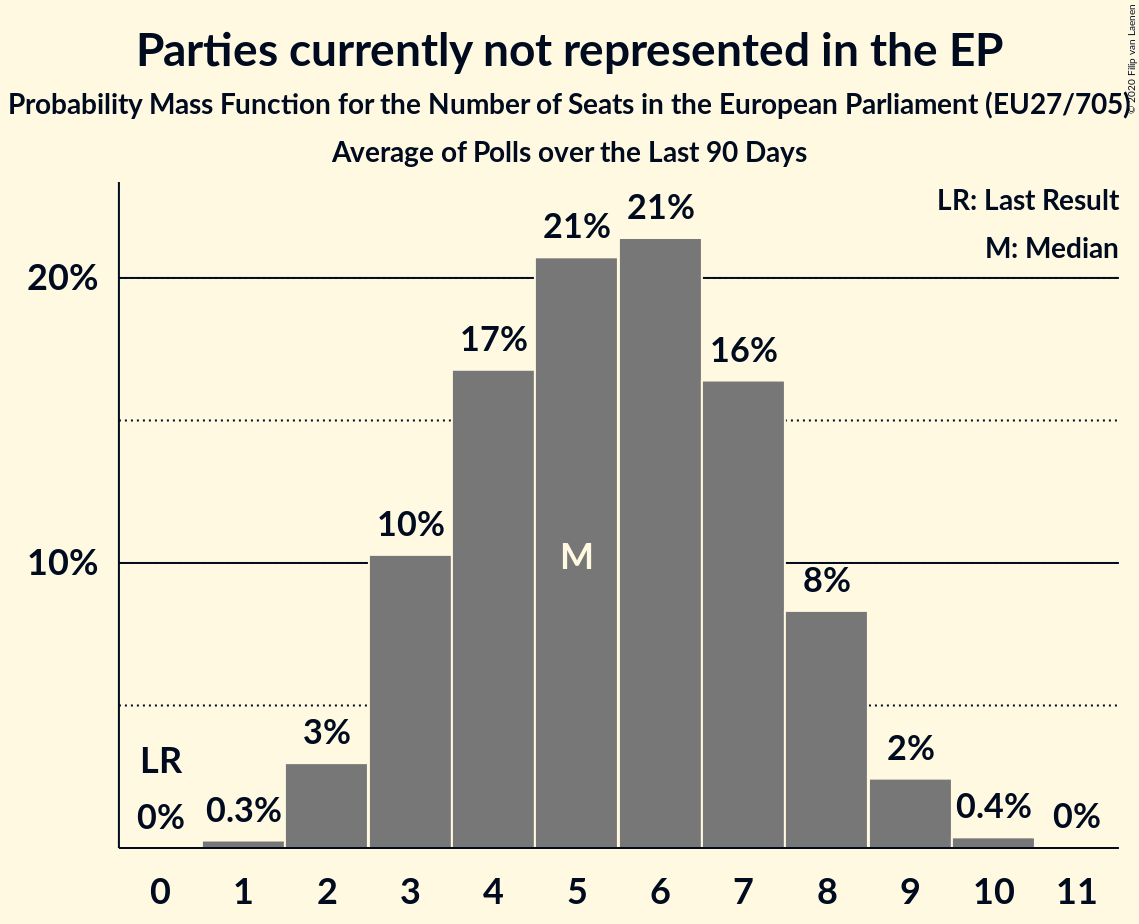 Parties currently not represented in the EP
Probability Mass Function for the Number of Seats in the European Parliament (EU27/705)
Average of Polls over the Last 90 Days
© 2020 Filip van Laenen
LR: Last Result
M: Median
20%
10%
LR
0%
0.3%
3%
10%
17%
21%
21%
16%
8%
2%
0.4%
0%
M
0 1 2 3 4 5 6 7 8 9 10 11